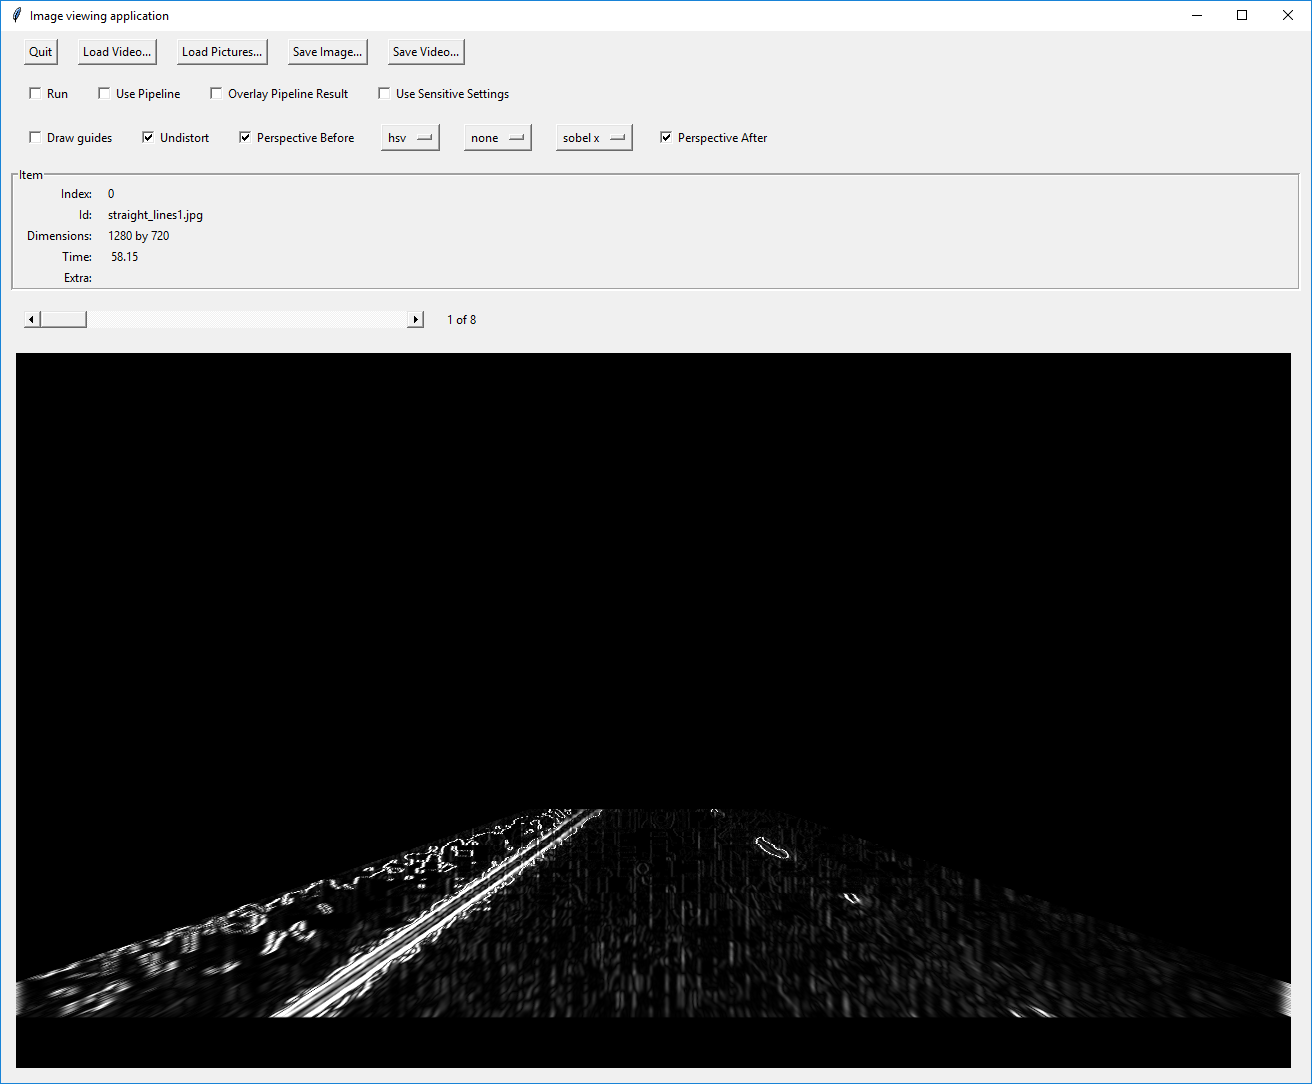 Image viewing application
Quit Load Video... Load Pictures... Save Image... Save Video...
Run Use Pipeline Overlay Pipeline Result Use Sensitive Settings
Draw guides Undistort Perspective Before hsv none sobel x Perspective After
Item
Index: 0
Id: straight_lines1.jpg
Dimensions: 1280 by 720
Time: 58.15
Extra:
1 of 8